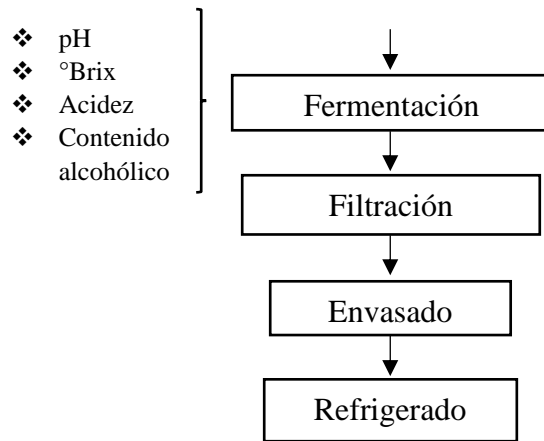 ❖ pH
❖ °Brix
❖ Acidez
❖ Contenido
alcohólico
Fermentación
Filtración
Envasado
Refrigerado